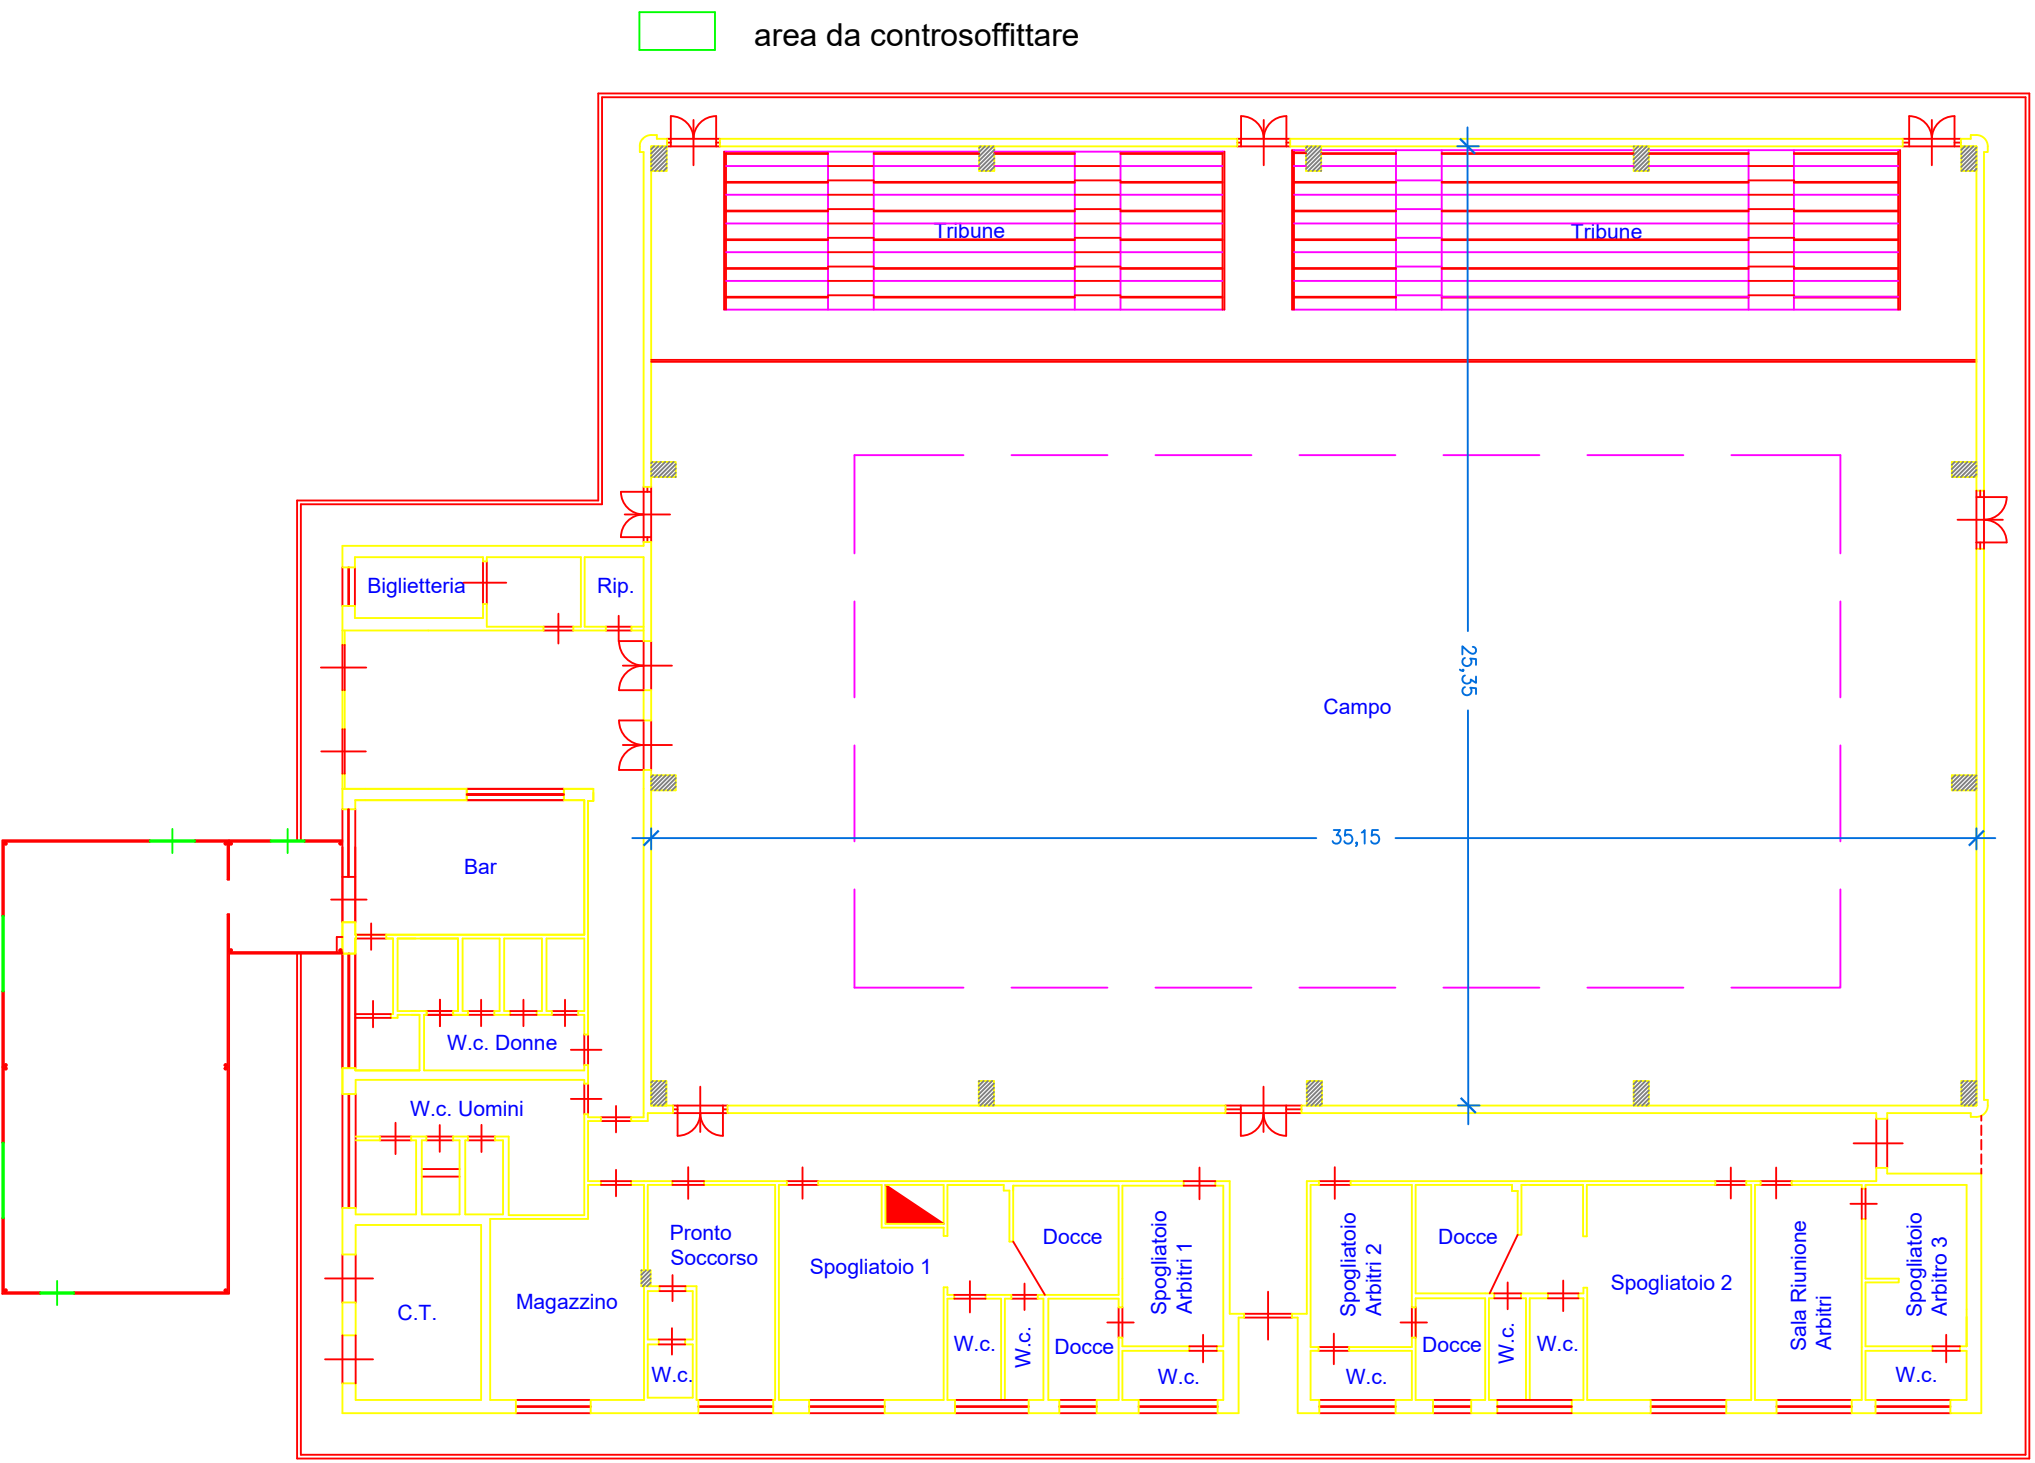 area da controsoffittare
Tribune
Tribune
Biglietteria
Rip.
25,35
Campo
35,15
Bar
W.c. Donne
W.c. Uomini
Pronto
Soccorso
Spogliatoio 1
Docce
Spogliatoio
Arbitri 1
Spogliatoio
Arbitri 2
Docce
Spogliatoio 2
Sala Riunione
Arbitri
Spogliatoio
Arbitro 3
C.T.
Magazzino
W.c.
W.c.
W.c.
Docce
W.c.
W.c.
Docce
W.c.
W.c.
W.c.